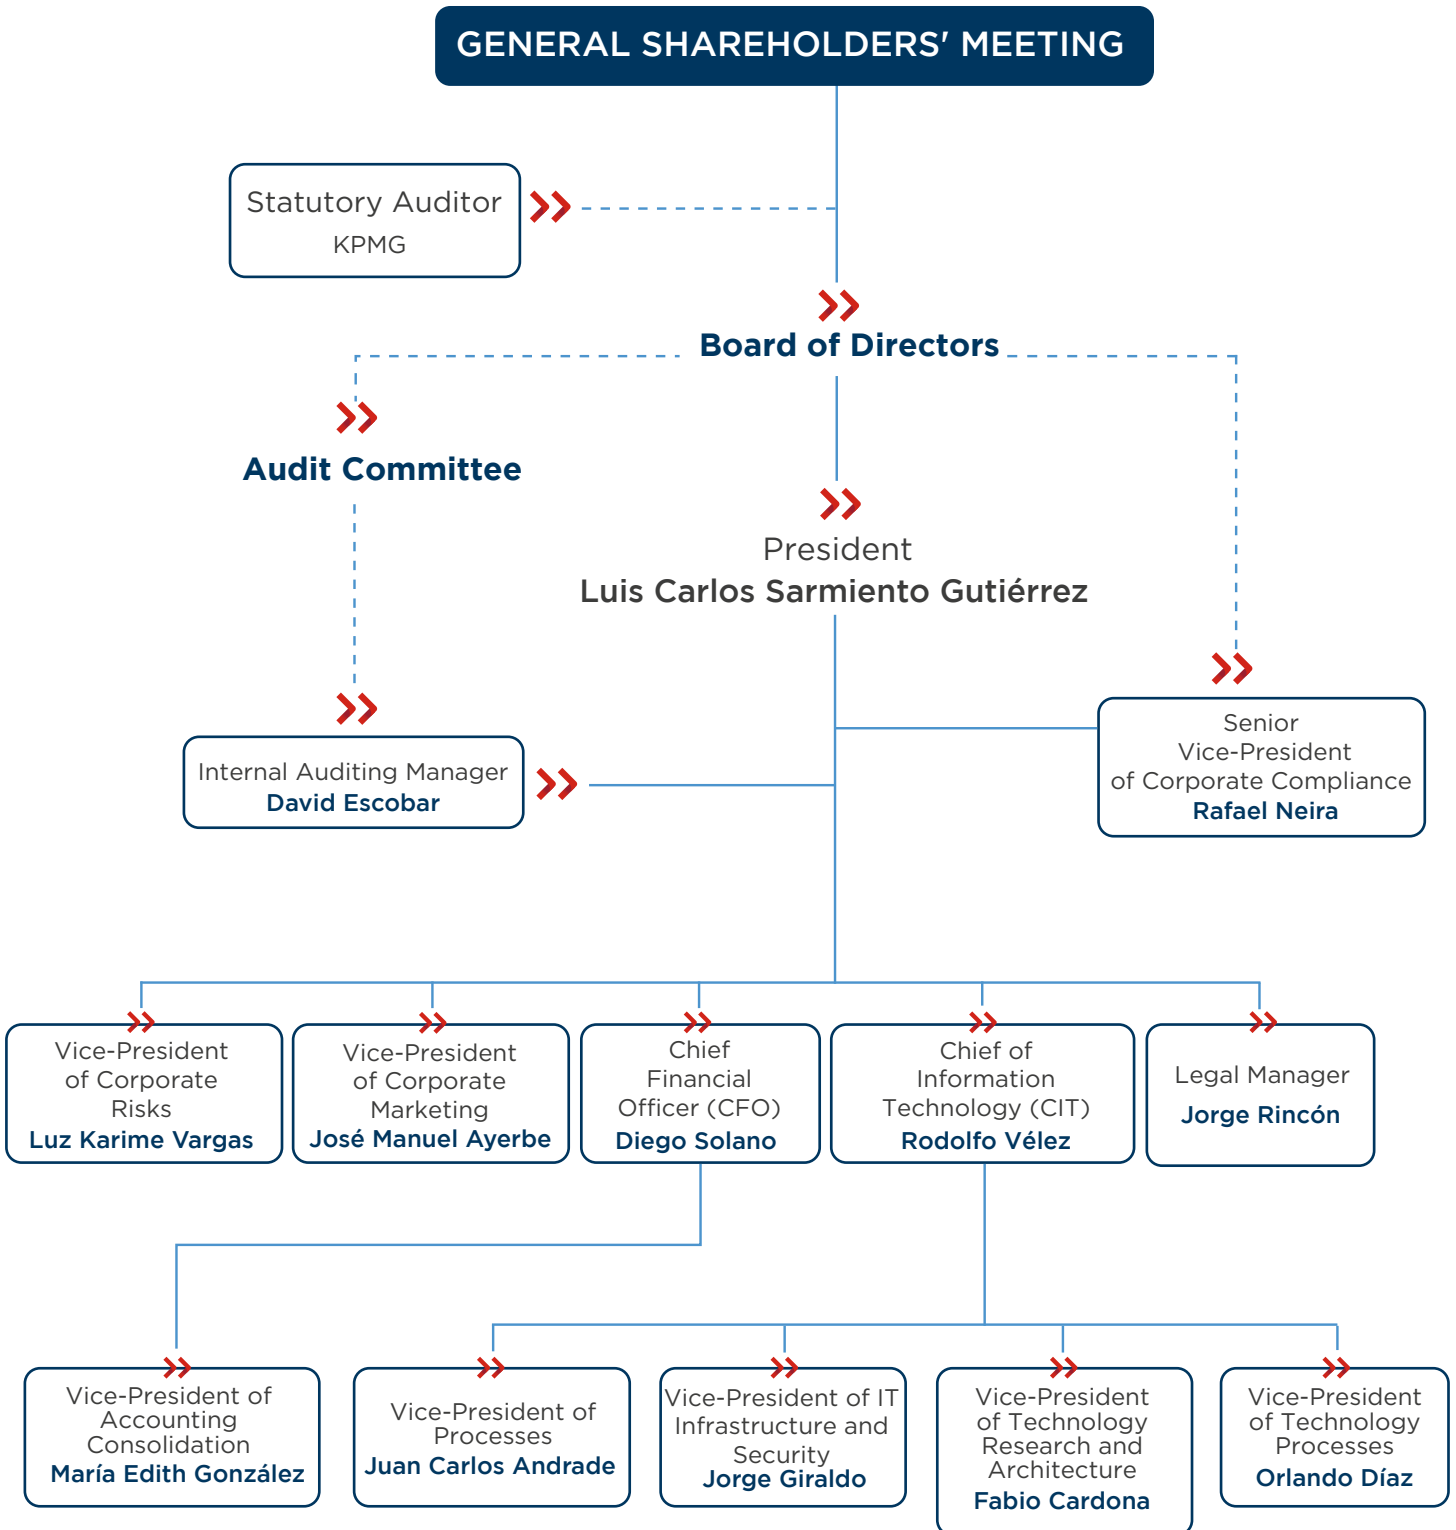 GENERAL SHAREHOLDERS' MEETING
Statutory Auditor
KPMG
Board of Directors
Audit Committee
President
Luis Carlos Sarmiento Gutiérrez
Senior
Vice-President
of Corporate Compliance
Rafael Neira
Internal Auditing Manager
David Escobar
Vice-President
of Corporate
Risks
Luz Karime Vargas
Vice-President
of Corporate
Marketing
José Manuel Ayerbe
Chief
Financial
Officer (CFO)
Diego Solano
Chief of
Information
Technology (CIT)
Rodolfo Vélez
Legal Manager
Jorge Rincón
Vice-President of
Accounting
Consolidation
María Edith González
Vice-President of
Processes
Juan Carlos Andrade
Vice-President of IT
Infrastructure and
Security
Jorge Giraldo
Vice-President
of Technology
Research and
Architecture
Fabio Cardona
Vice-President
of Technology
Processes
Orlando Díaz